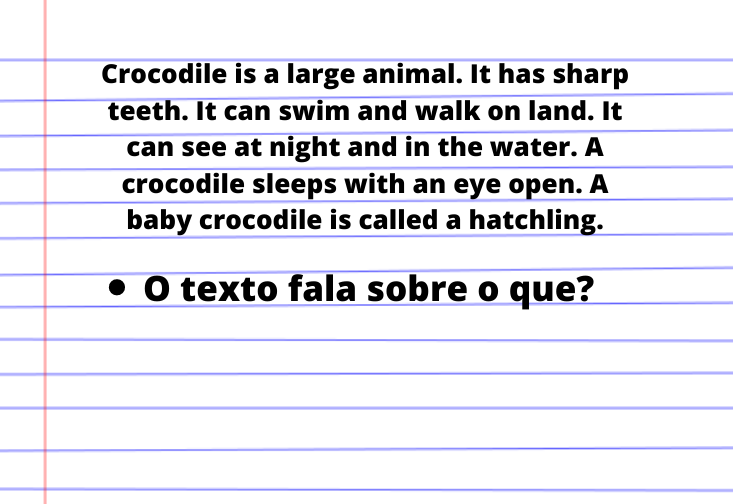 Crocodile is a large animal. It has sharp
teeth. It can swim and walk on land. It
can see at night and in the water. A
crocodile sleeps with an eye open. A
baby crocodile is called a hatchling.
• O texto fala sobre o que?